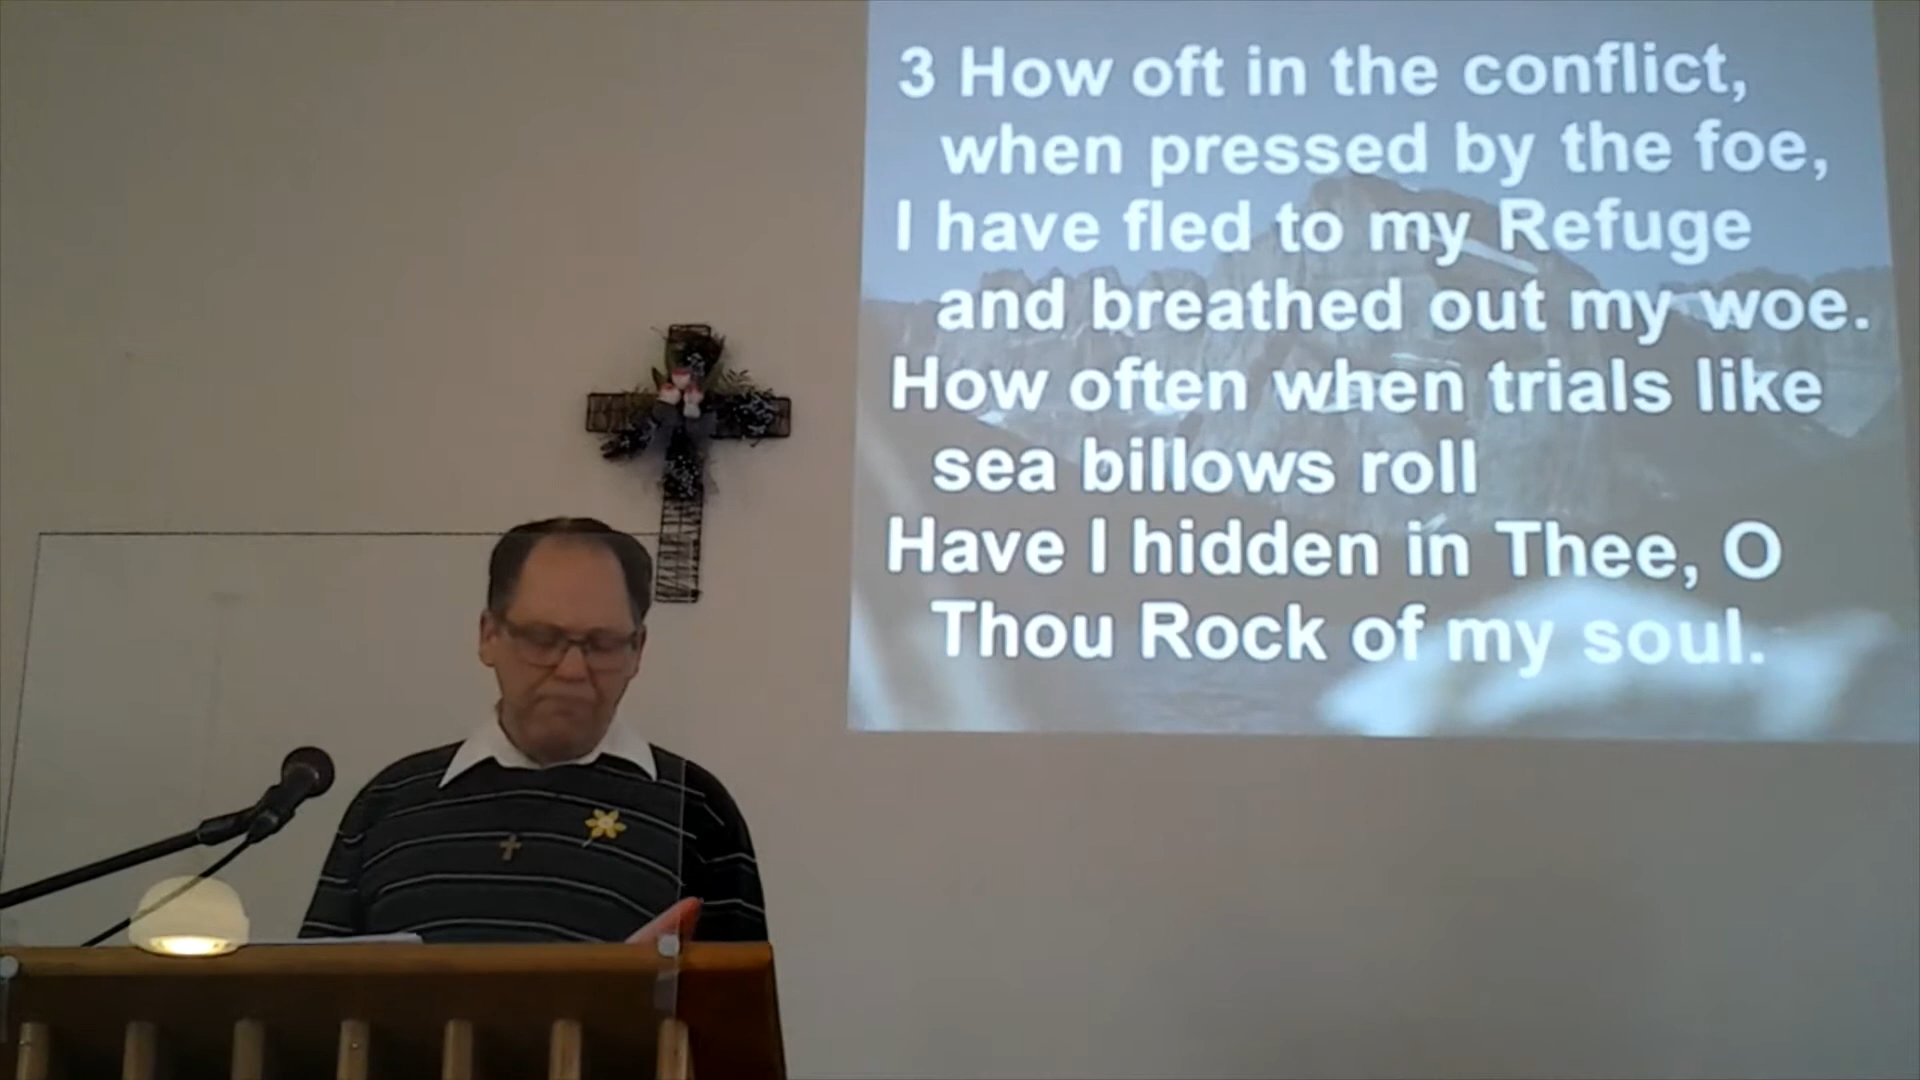 3 How oft in the conflict,
when pressed by the foe,
I have fled to my Refuge
and breathed out my woe.
How often when trials like
sea billows roll
Have I hidden in Thee, O
Thou Rock of my soul.